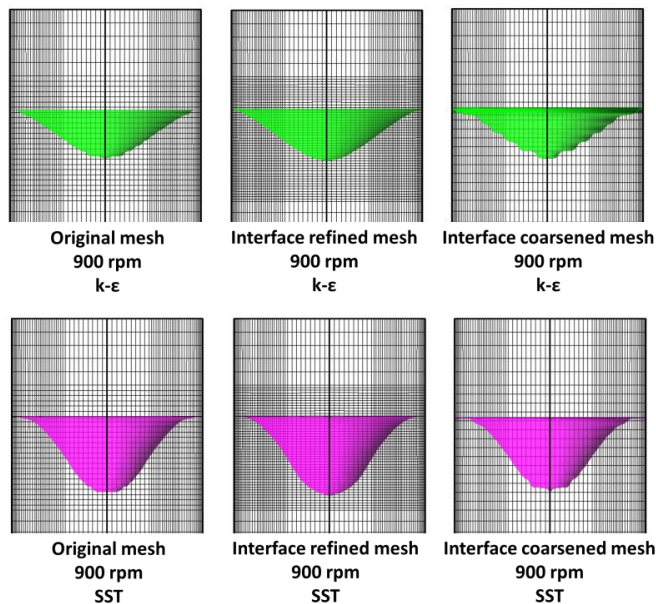 Original mesh
900 rpm
k-ε
Interface refined mesh
900 rpm
k-ε
Interface coarsened mesh
900 rpm
k-ε
Original mesh
900 rpm
SST
Interface refined mesh
900 rpm
SST
Interface coarsened mesh
900 rpm
SST